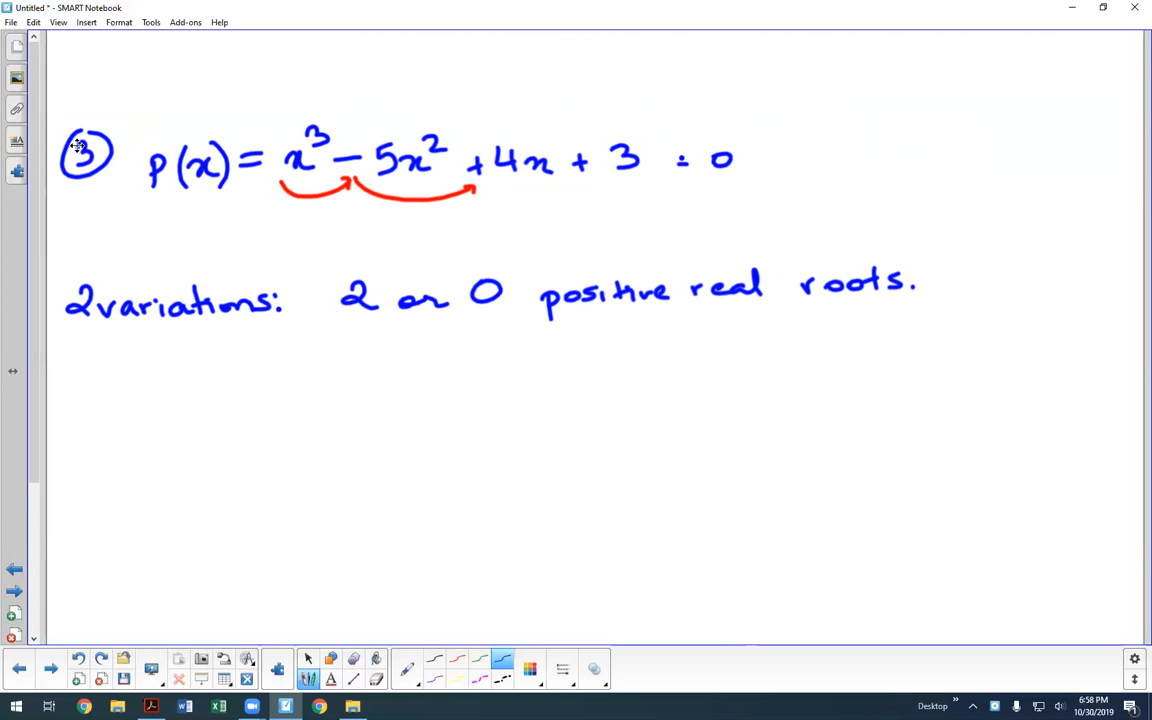 Untitled * - SMART Notebook
File Edit View Insert Format Tools Add-ons Help
③ P(x) = x³ - 5x² + 4x + 3 = 0
2 variations: 2 or 0 positive real roots.
Desktop
6:58 PM
10/30/2019